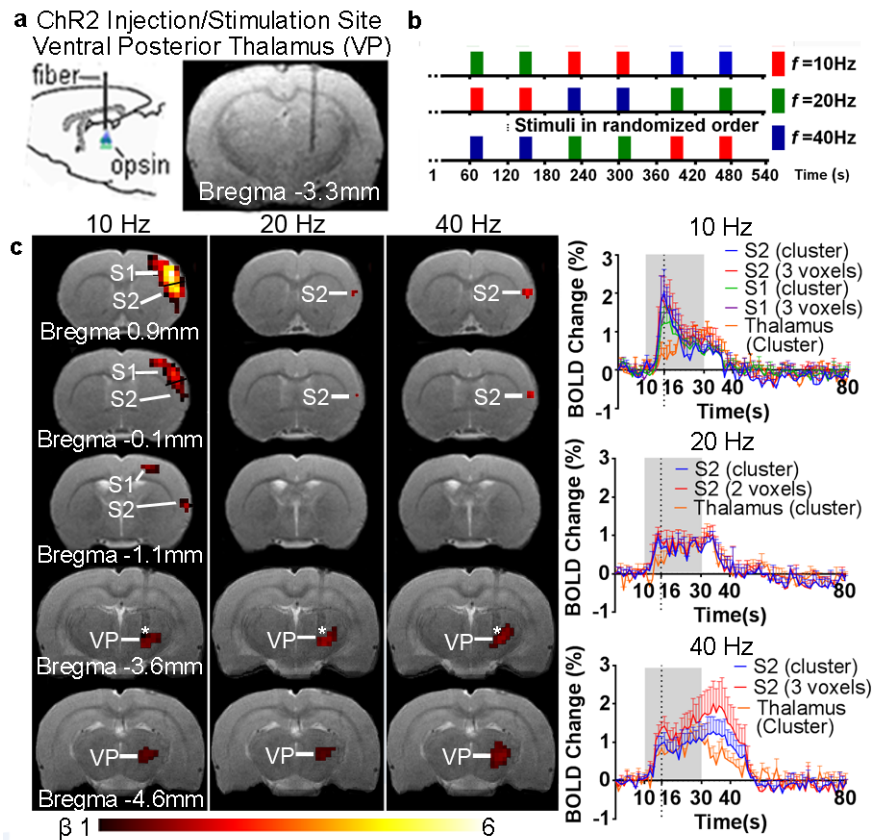 a ChR2 Injection/Stimulation Site
Ventral Posterior Thalamus (VP)
fiber
opsin
Bregma -3.3mm
b
f =10Hz
f =20Hz
Stimuli in randomized order
f =40Hz
1 60 120 180 240 300 360 420 480 540 Time (s)
c
10 Hz 20 Hz 40 Hz
S1
S2
Bregma 0.9mm
S2
S2
S1
S2
Bregma -0.1mm
S2
S2
S1
S2
Bregma -1.1mm
*
VP
Bregma -3.6mm
*
VP
*
VP
VP
Bregma -4.6mm
VP
VP
β 1 6
10 Hz
BOLD Change (%)
3
2
1
0
-1
S2 (cluster)
S2 (3 voxels)
S1 (cluster)
S1 (3 voxels)
Thalamus
(Cluster)
10 16 30 40 80
Time(s)
20 Hz
BOLD Change (%)
3
2
1
0
-1
S2 (cluster)
S2 (2 voxels)
Thalamus (cluster)
10 16 30 40 80
Time(s)
40 Hz
BOLD Change (%)
3
2
1
0
-1
S2 (cluster)
S2 (3 voxels)
Thalamus
(Cluster)
10 16 30 40 80
Time(s)